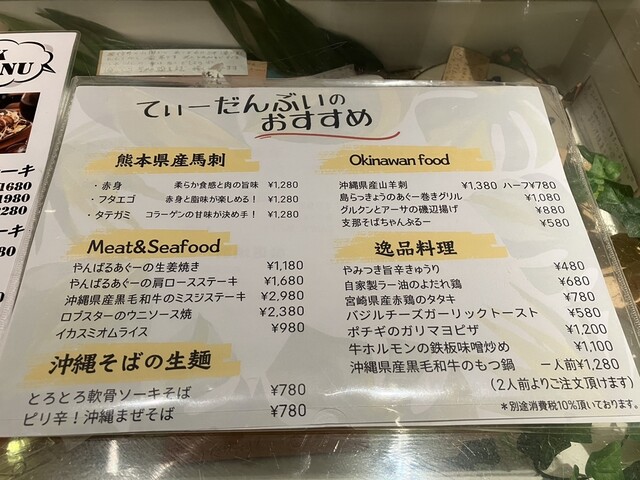 NU
ーキ
1680
1980
2280
ーキ
てぃーだんぶいの
おすすめ
熊本県産馬刺
・赤身 柔らか食感と肉の旨味 ¥1,280
・フタエゴ 赤身と脂味が楽しめる! ¥1,280
・タテガミ コラーゲンの甘味が決め手! ¥1,280
Meat&Seafood
やんばるあぐーの生姜焼き ¥1,180
やんばるあぐーの肩ロースステーキ ¥1,680
沖縄県産黒毛和牛のミスジステーキ ¥2,980
ロブスターのウニソース焼 ¥2,380
イカスミオムライス ¥980
沖縄そばの生麺
とろとろ軟骨ソーキそば ¥780
ピリ辛!沖縄まぜそば ¥780
Okinawan food
沖縄県産山羊刺 ¥1,380 ハーフ¥780
島らっきょうのあぐー巻きグリル ¥1,080
グルクンとアーサの磯辺揚げ ¥880
支那そばちゃんぷるー ¥580
逸品料理
やみつき旨辛きゅうり ¥480
自家製ラー油のよだれ鶏 ¥680
宮崎県産赤鶏のタタキ ¥780
バジルチーズガーリックトースト ¥580
ポチギのガリマヨピザ ¥1,200
牛ホルモンの鉄板味噌炒め ¥1,100
沖縄県産黒毛和牛のもつ鍋 一人前¥1,280
(2人前よりご注文頂けます)
*別途消費税10%頂いております。